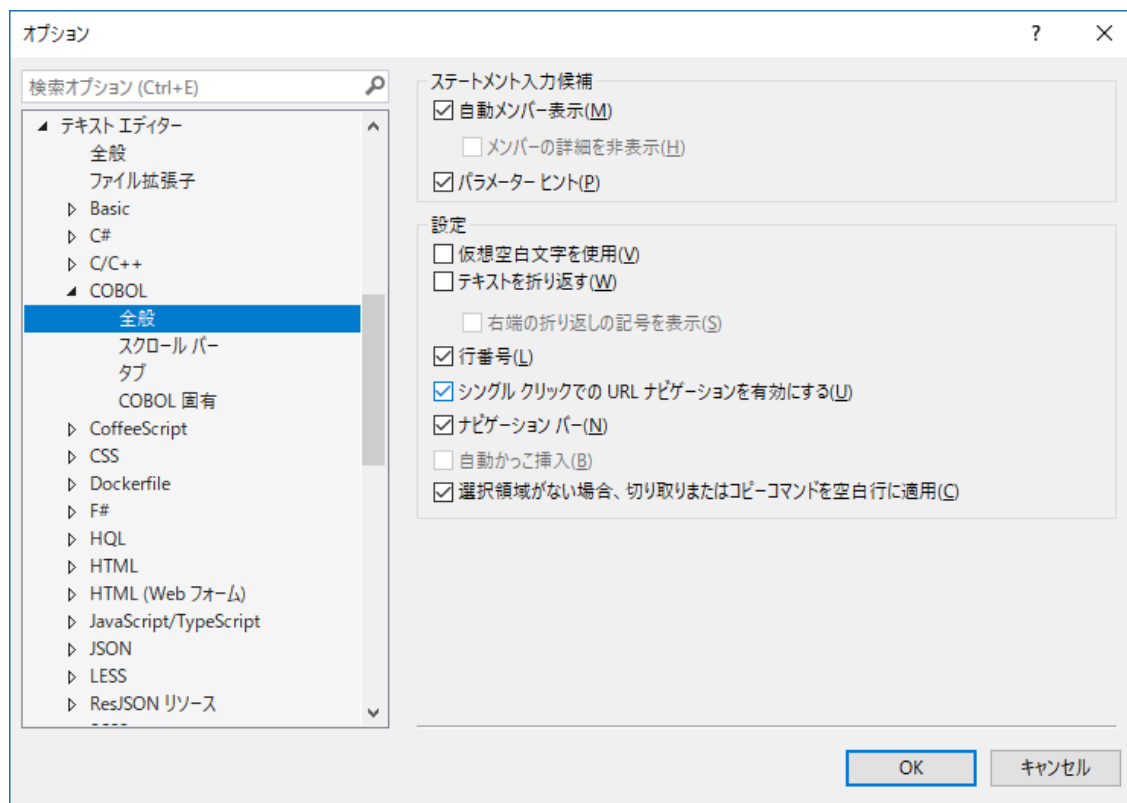 オプション
?
検索オプション (Ctrl+E)
テキスト エディター
全般
ファイル拡張子
Basic
C#
C/C++
COBOL
全般
スクロール バー
タブ
COBOL 固有
CoffeeScript
CSS
Dockerfile
F#
HQL
HTML
HTML (Web フォーム)
JavaScript/TypeScript
JSON
LESS
ResJSON リソース
ステートメント入力候補
自動メンバー表示(M)
メンバーの詳細を非表示(H)
パラメーター ヒント(P)
設定
仮想空白文字を使用(V)
テキストを折り返す(W)
右端の折り返しの記号を表示(S)
行番号(L)
シングル クリックでの URL ナビゲーションを有効にする(U)
ナビゲーション バー(N)
自動かっこ挿入(B)
選択領域がない場合、切り取りまたはコピーコマンドを空白行に適用(C)
OK
キャンセル